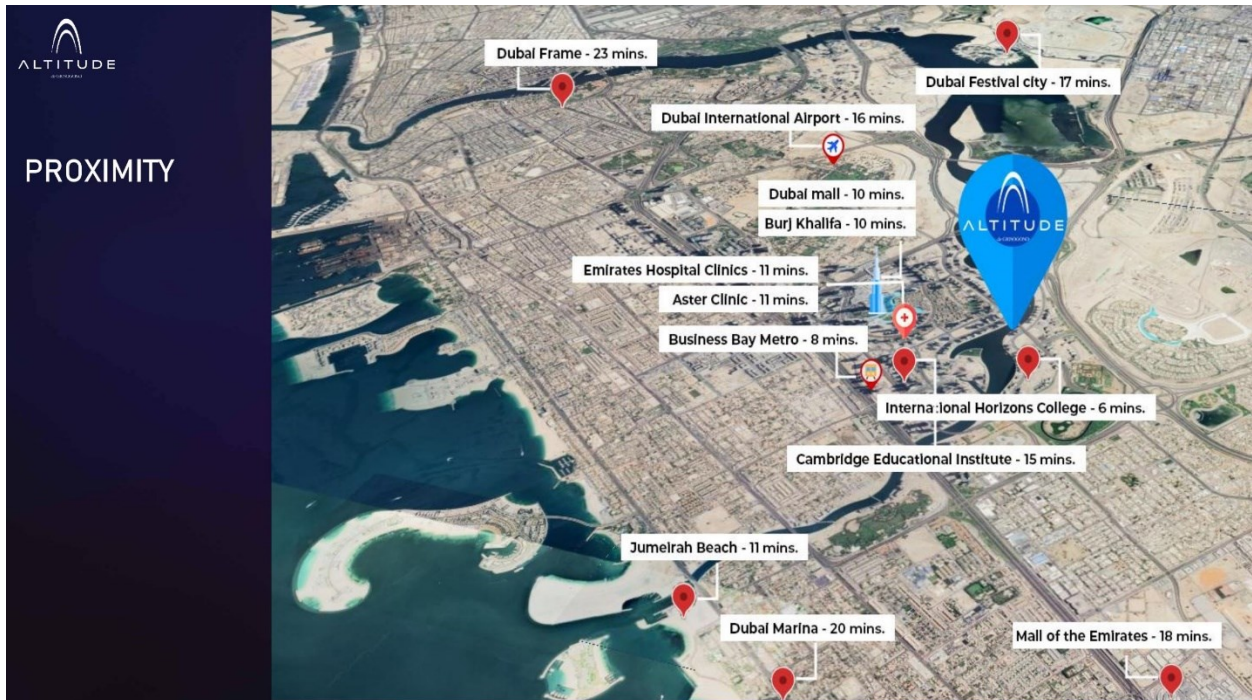 ALTITUDE
PROXIMITY
Dubai Frame - 23 mins.
Dubai Festival city - 17 mins.
Dubai International Airport - 16 mins.
Dubai mall - 10 mins.
Burj Khalifa - 10 mins.
ALTITUDE
Emirates Hospital Clinics - 11 mins.
Aster Clinic - 11 mins.
Business Bay Metro - 8 mins.
International Horizons College - 6 mins.
Cambridge Educational Institute - 15 mins.
Jumeirah Beach - 11 mins.
Dubai Marina - 20 mins.
Mall of the Emirates - 18 mins.